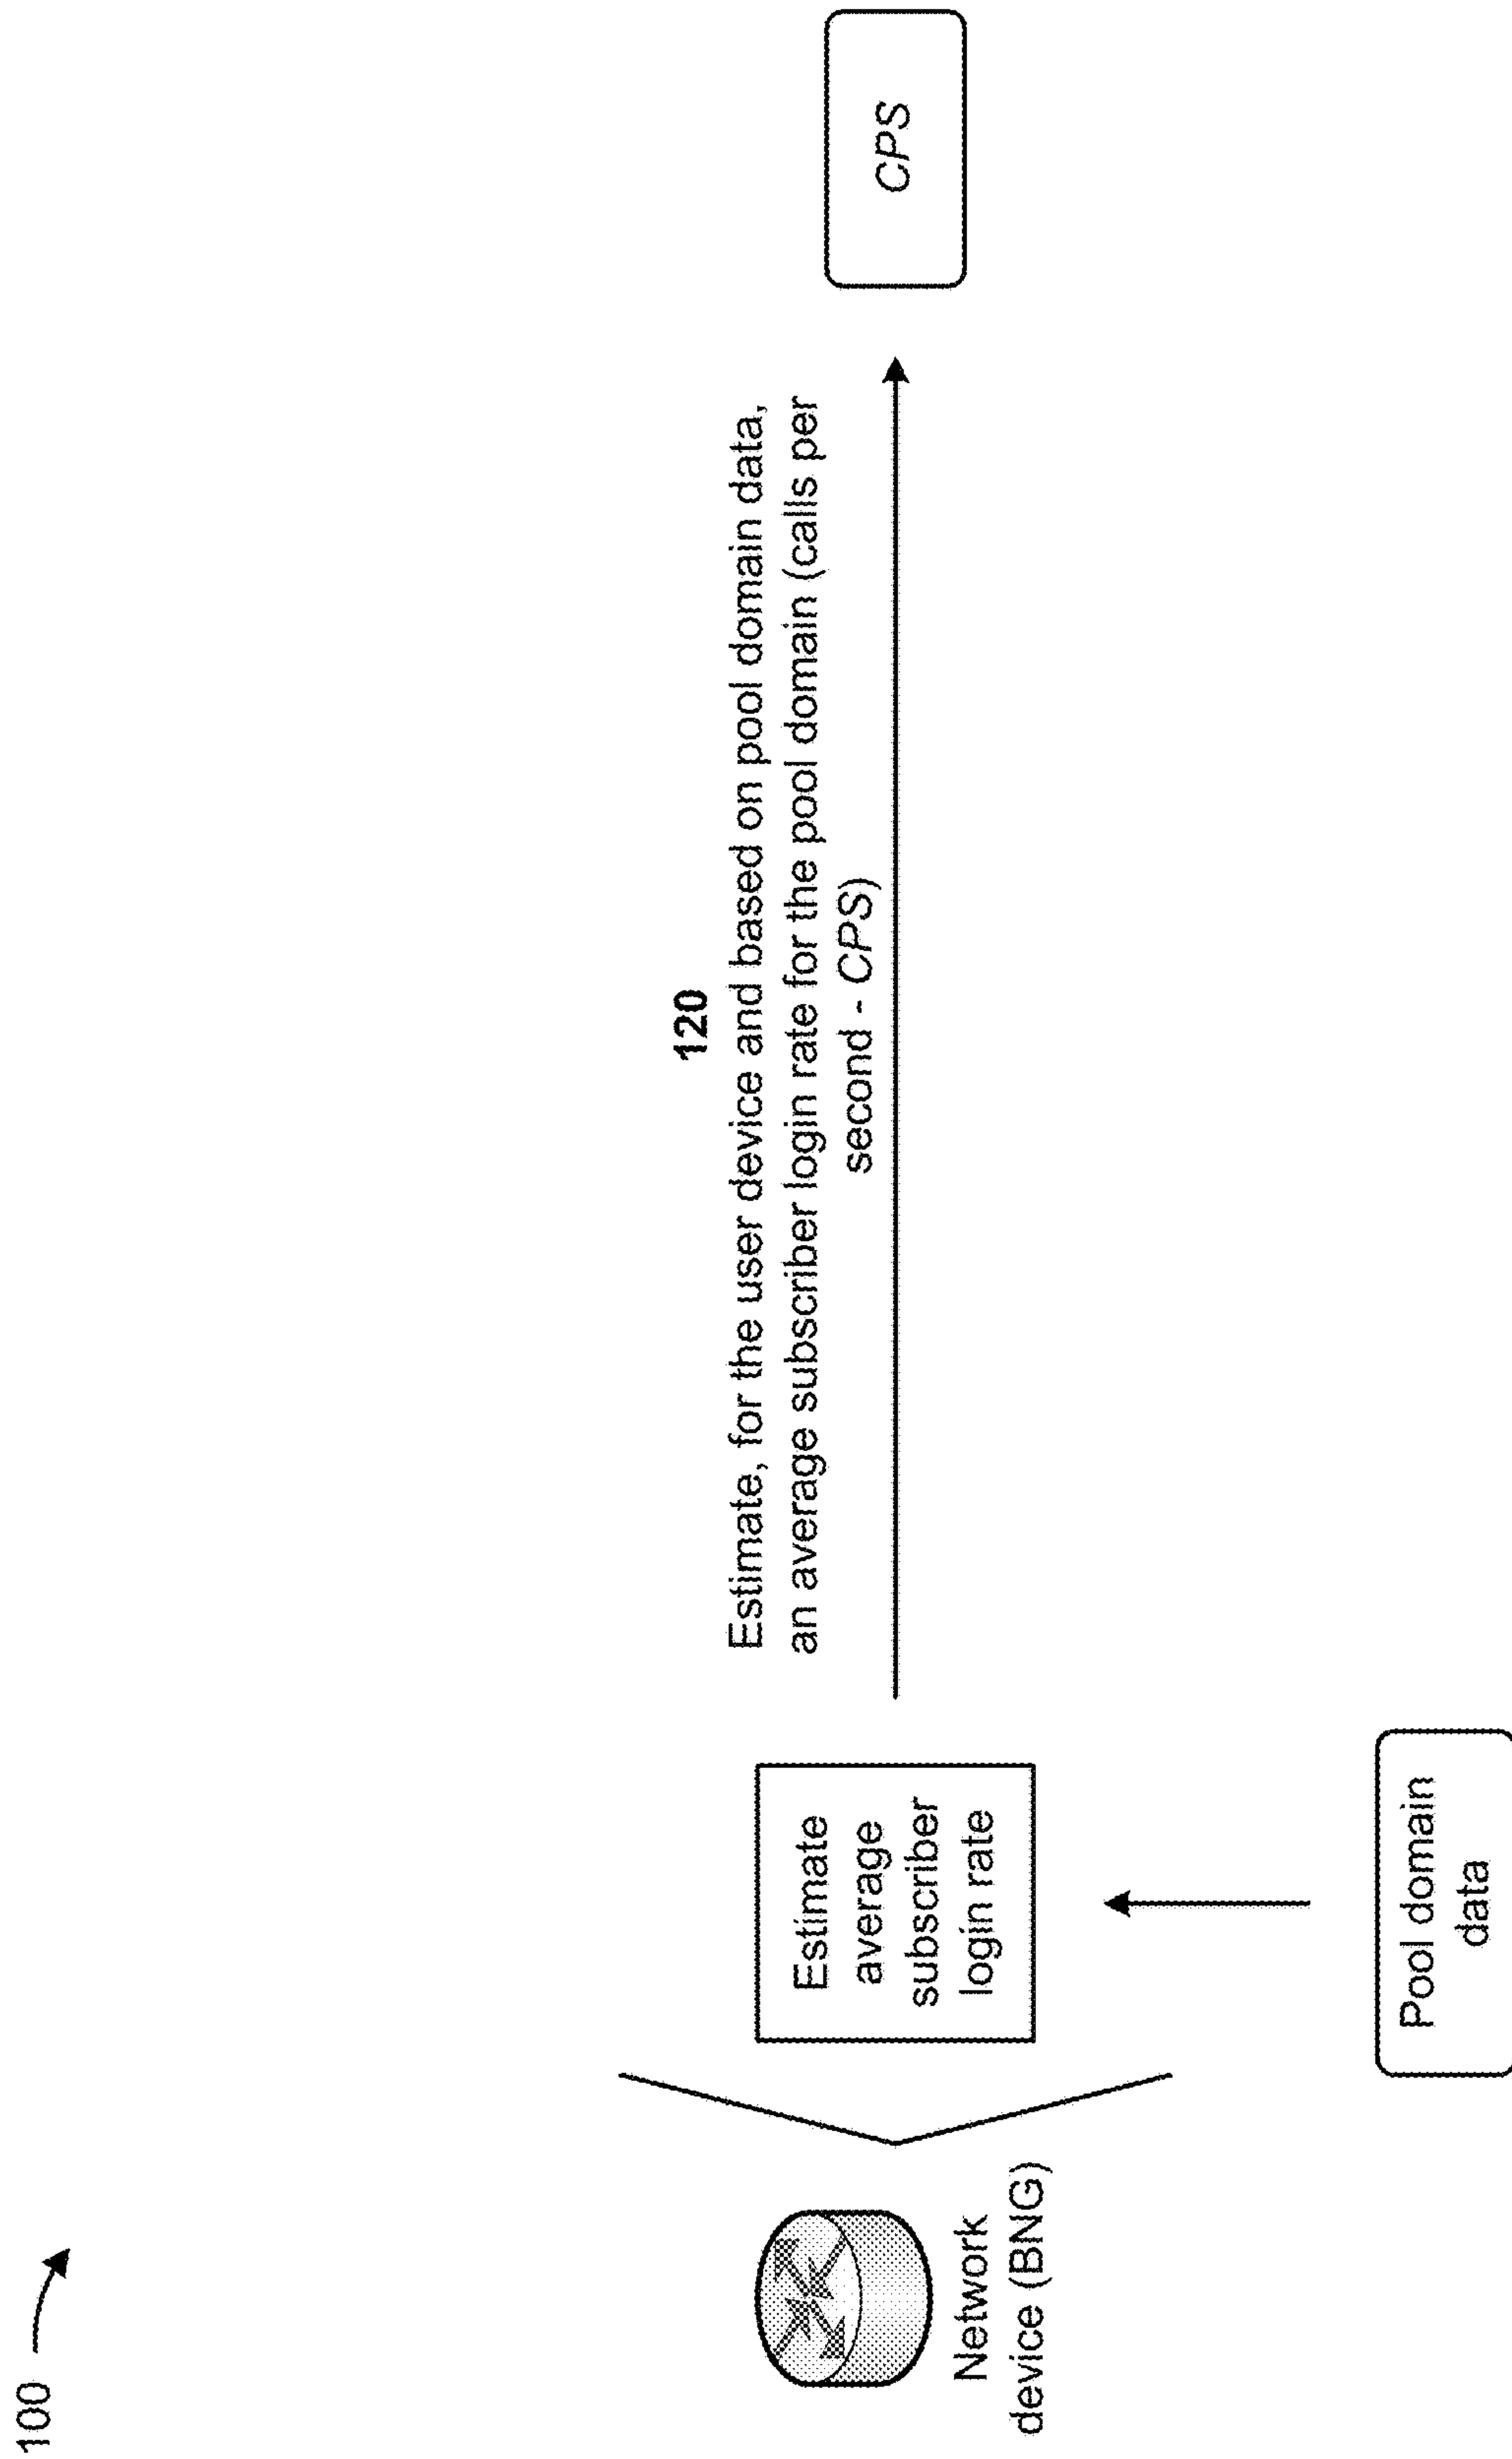 100
120
Estimate, for the user device and based on pool domain data,
an average subscriber login rate for the pool domain (calls per
second - CPS)
CPS
Estimate
average
subscriber
login rate
Network
device (BNG)
Pool domain
data